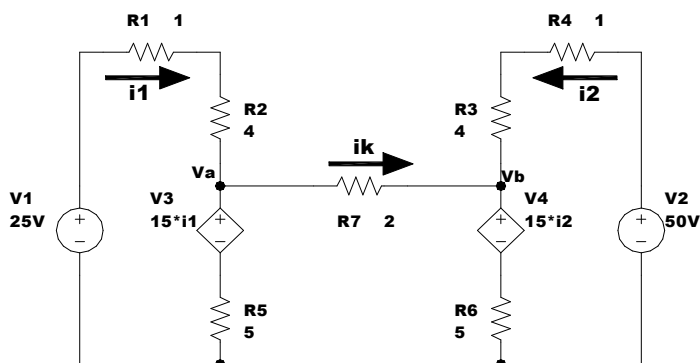 R1 1
R4 1
i1
i2
R2
4
R3
4
ik
Va
Vb
V1
25V
V3
15*i1
R7 2
V4
15*i2
V2
50V
+
−
+
−
+
−
+
−
R5
5
R6
5